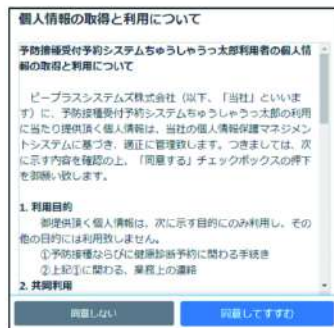 個人情報の取得と利用について
予防接種受付予約システムちゅうしゃうっ太郎利用者の個人情
報の取得と利用について
ビープラスシステムズ株式会社（以下、「当社」といいま
す）に、予防接種受付予約システムちゅうしゃうっ太郎の利用
に当たり提供頂く個人情報は、当社の個人情報保護マネジメン
トシステムに基づき、適正に管理致します。つきましては、次
に示す内容を確認の上、「同意する」チェックボックスの押下
を御願い致します。
1. 利用目的
御提供頂く個人情報は、次に示す目的にのみ利用し、その
他の目的には利用致しません。
①予防接種ならびに健康診断予約に関わる手続き
②上記①に関わる、業務上の連絡
2. 共同利用
同意しない
同意してすすむ